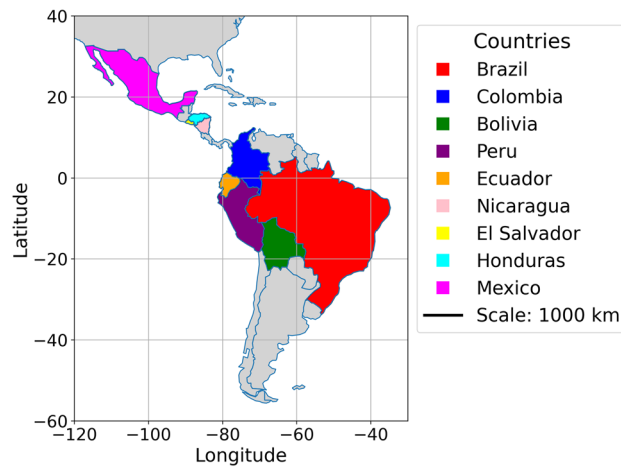 40
20
0
−20
−40
−60
−120
−100
−80
−60
−40
Latitude
Longitude
Countries
Brazil
Colombia
Bolivia
Peru
Ecuador
Nicaragua
El Salvador
Honduras
Mexico
Scale: 1000 km